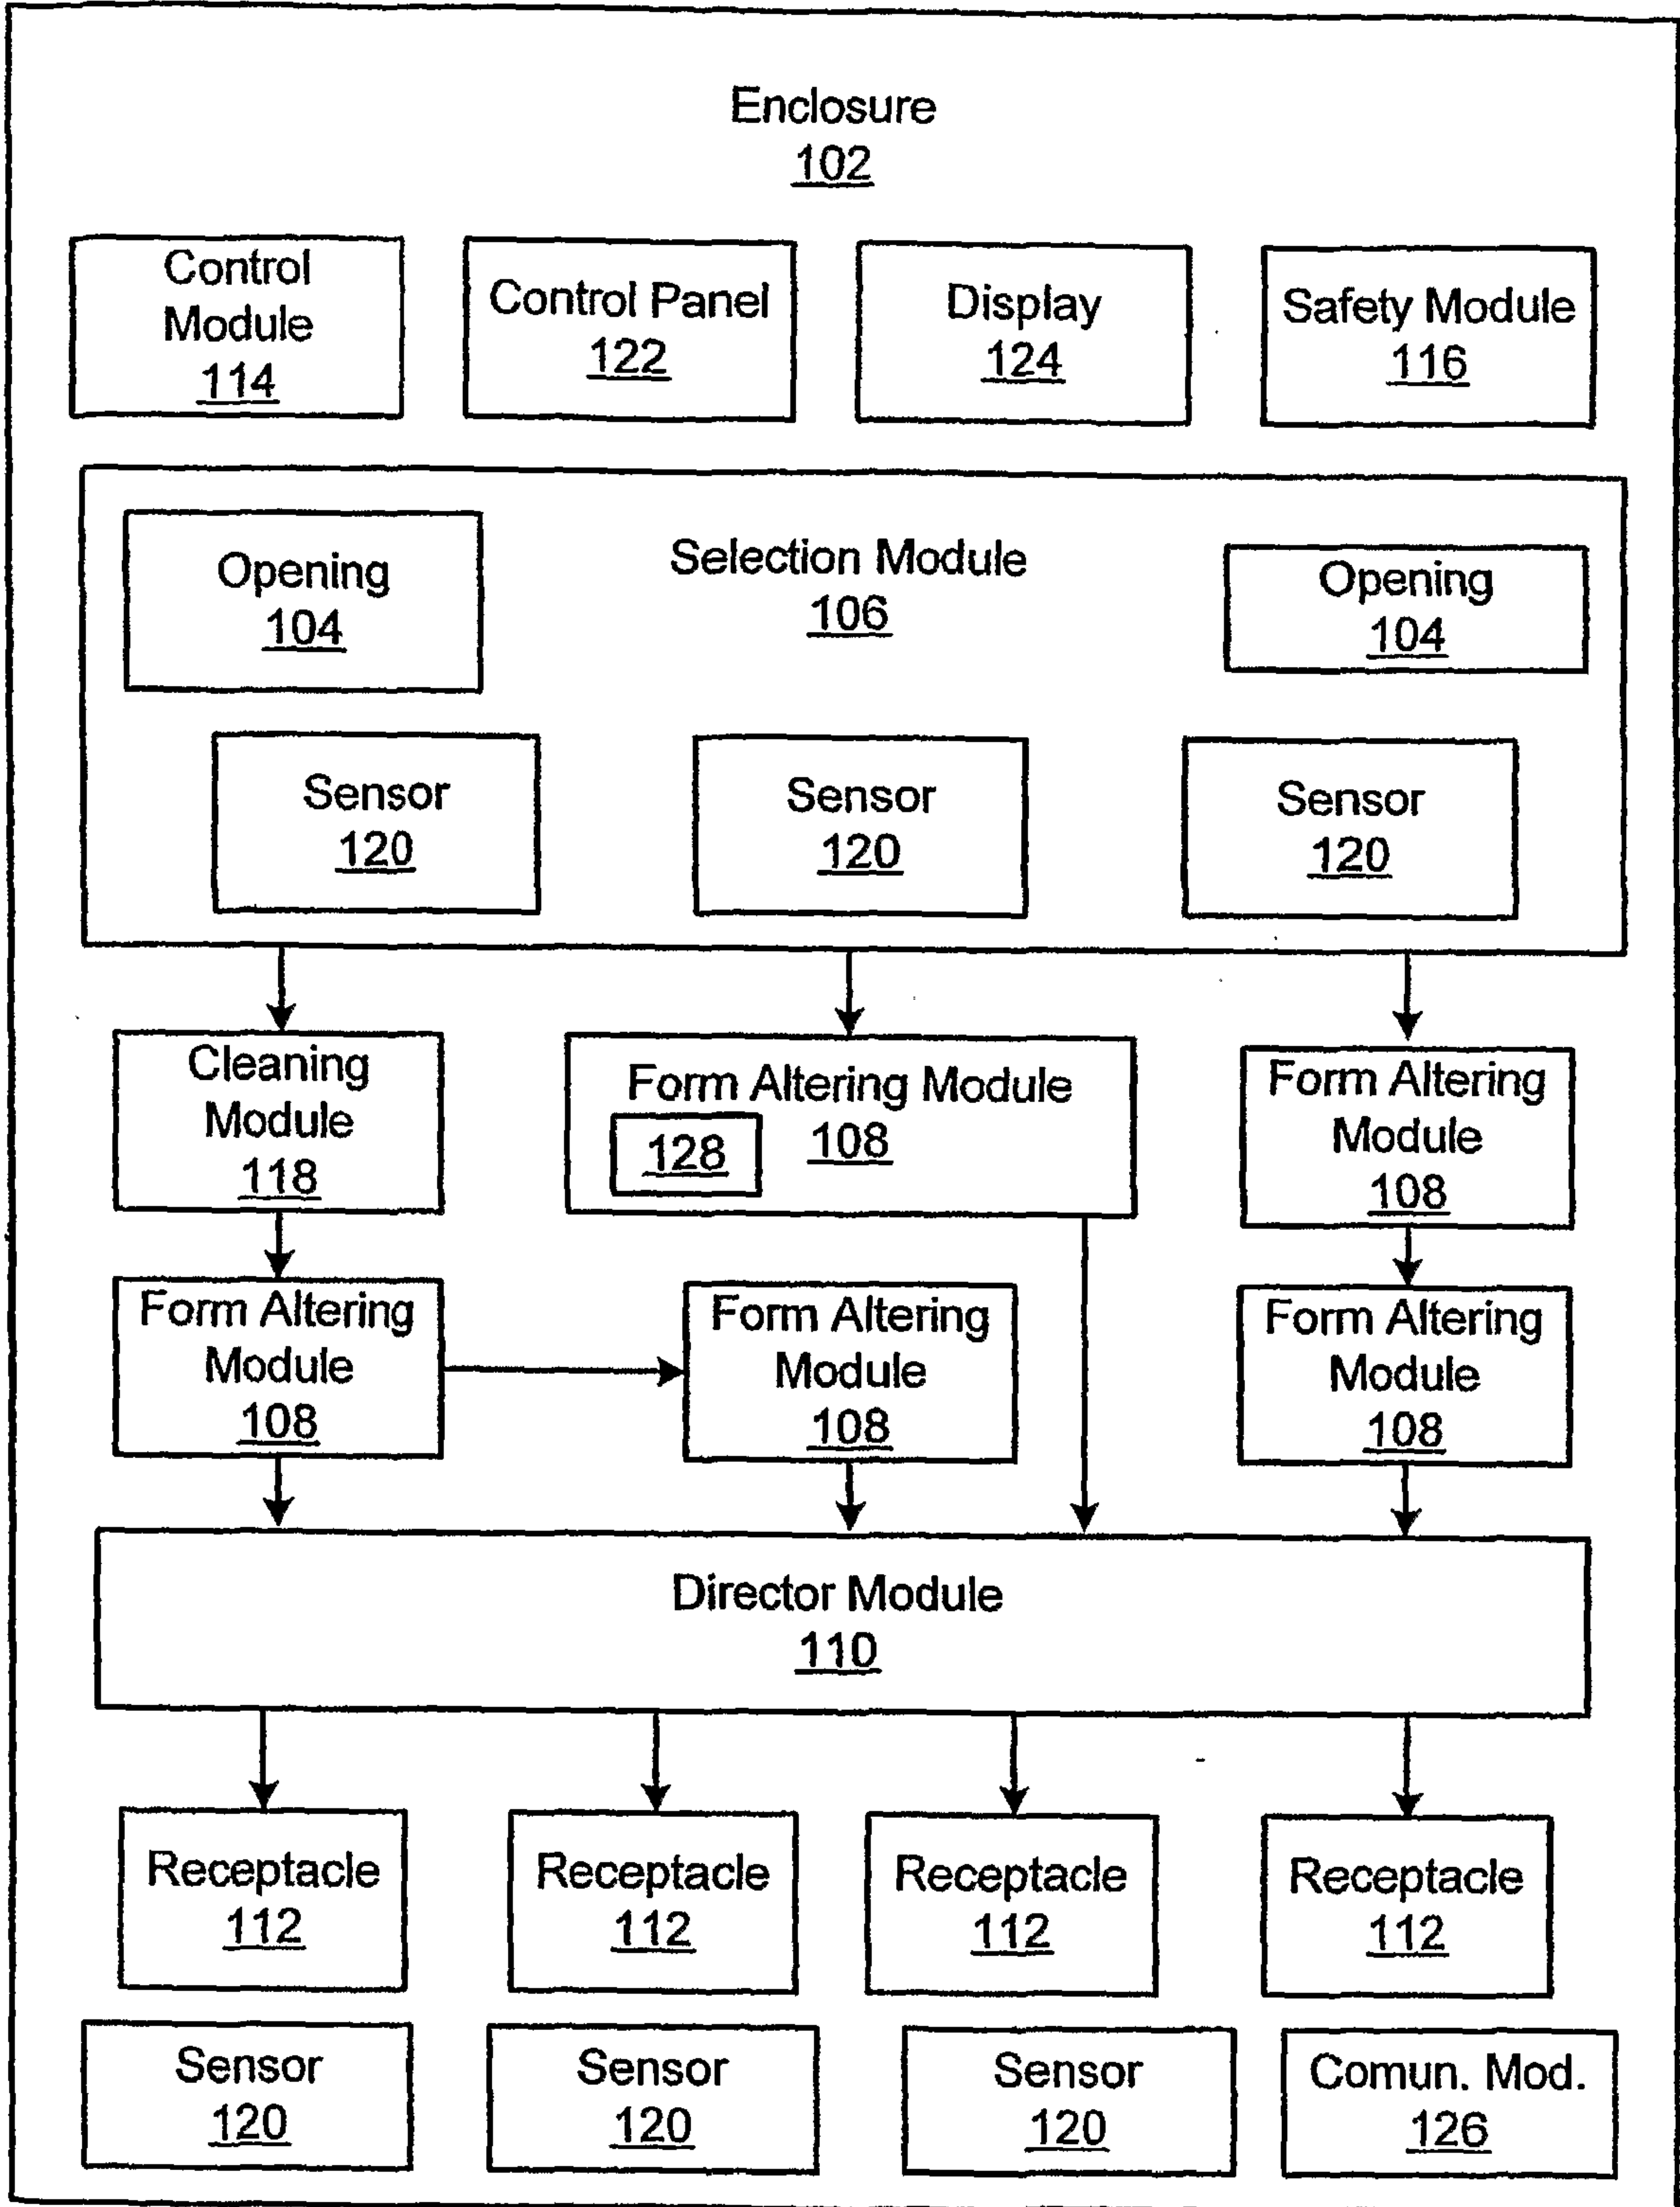 Enclosure
102
Control
Module
114
Control Panel
122
Display
124
Safety Module
116
Opening
104
Selection Module
106
Opening
104
Sensor
120
Sensor
120
Sensor
120
Cleaning
Module
118
Form Altering Module
128
108
Form Altering
Module
108
Form Altering
Module
108
Form Altering
Module
108
Form Altering
Module
108
Director Module
110
Receptacle
112
Receptacle
112
Receptacle
112
Receptacle
112
Sensor
120
Sensor
120
Sensor
120
Comun. Mod.
126